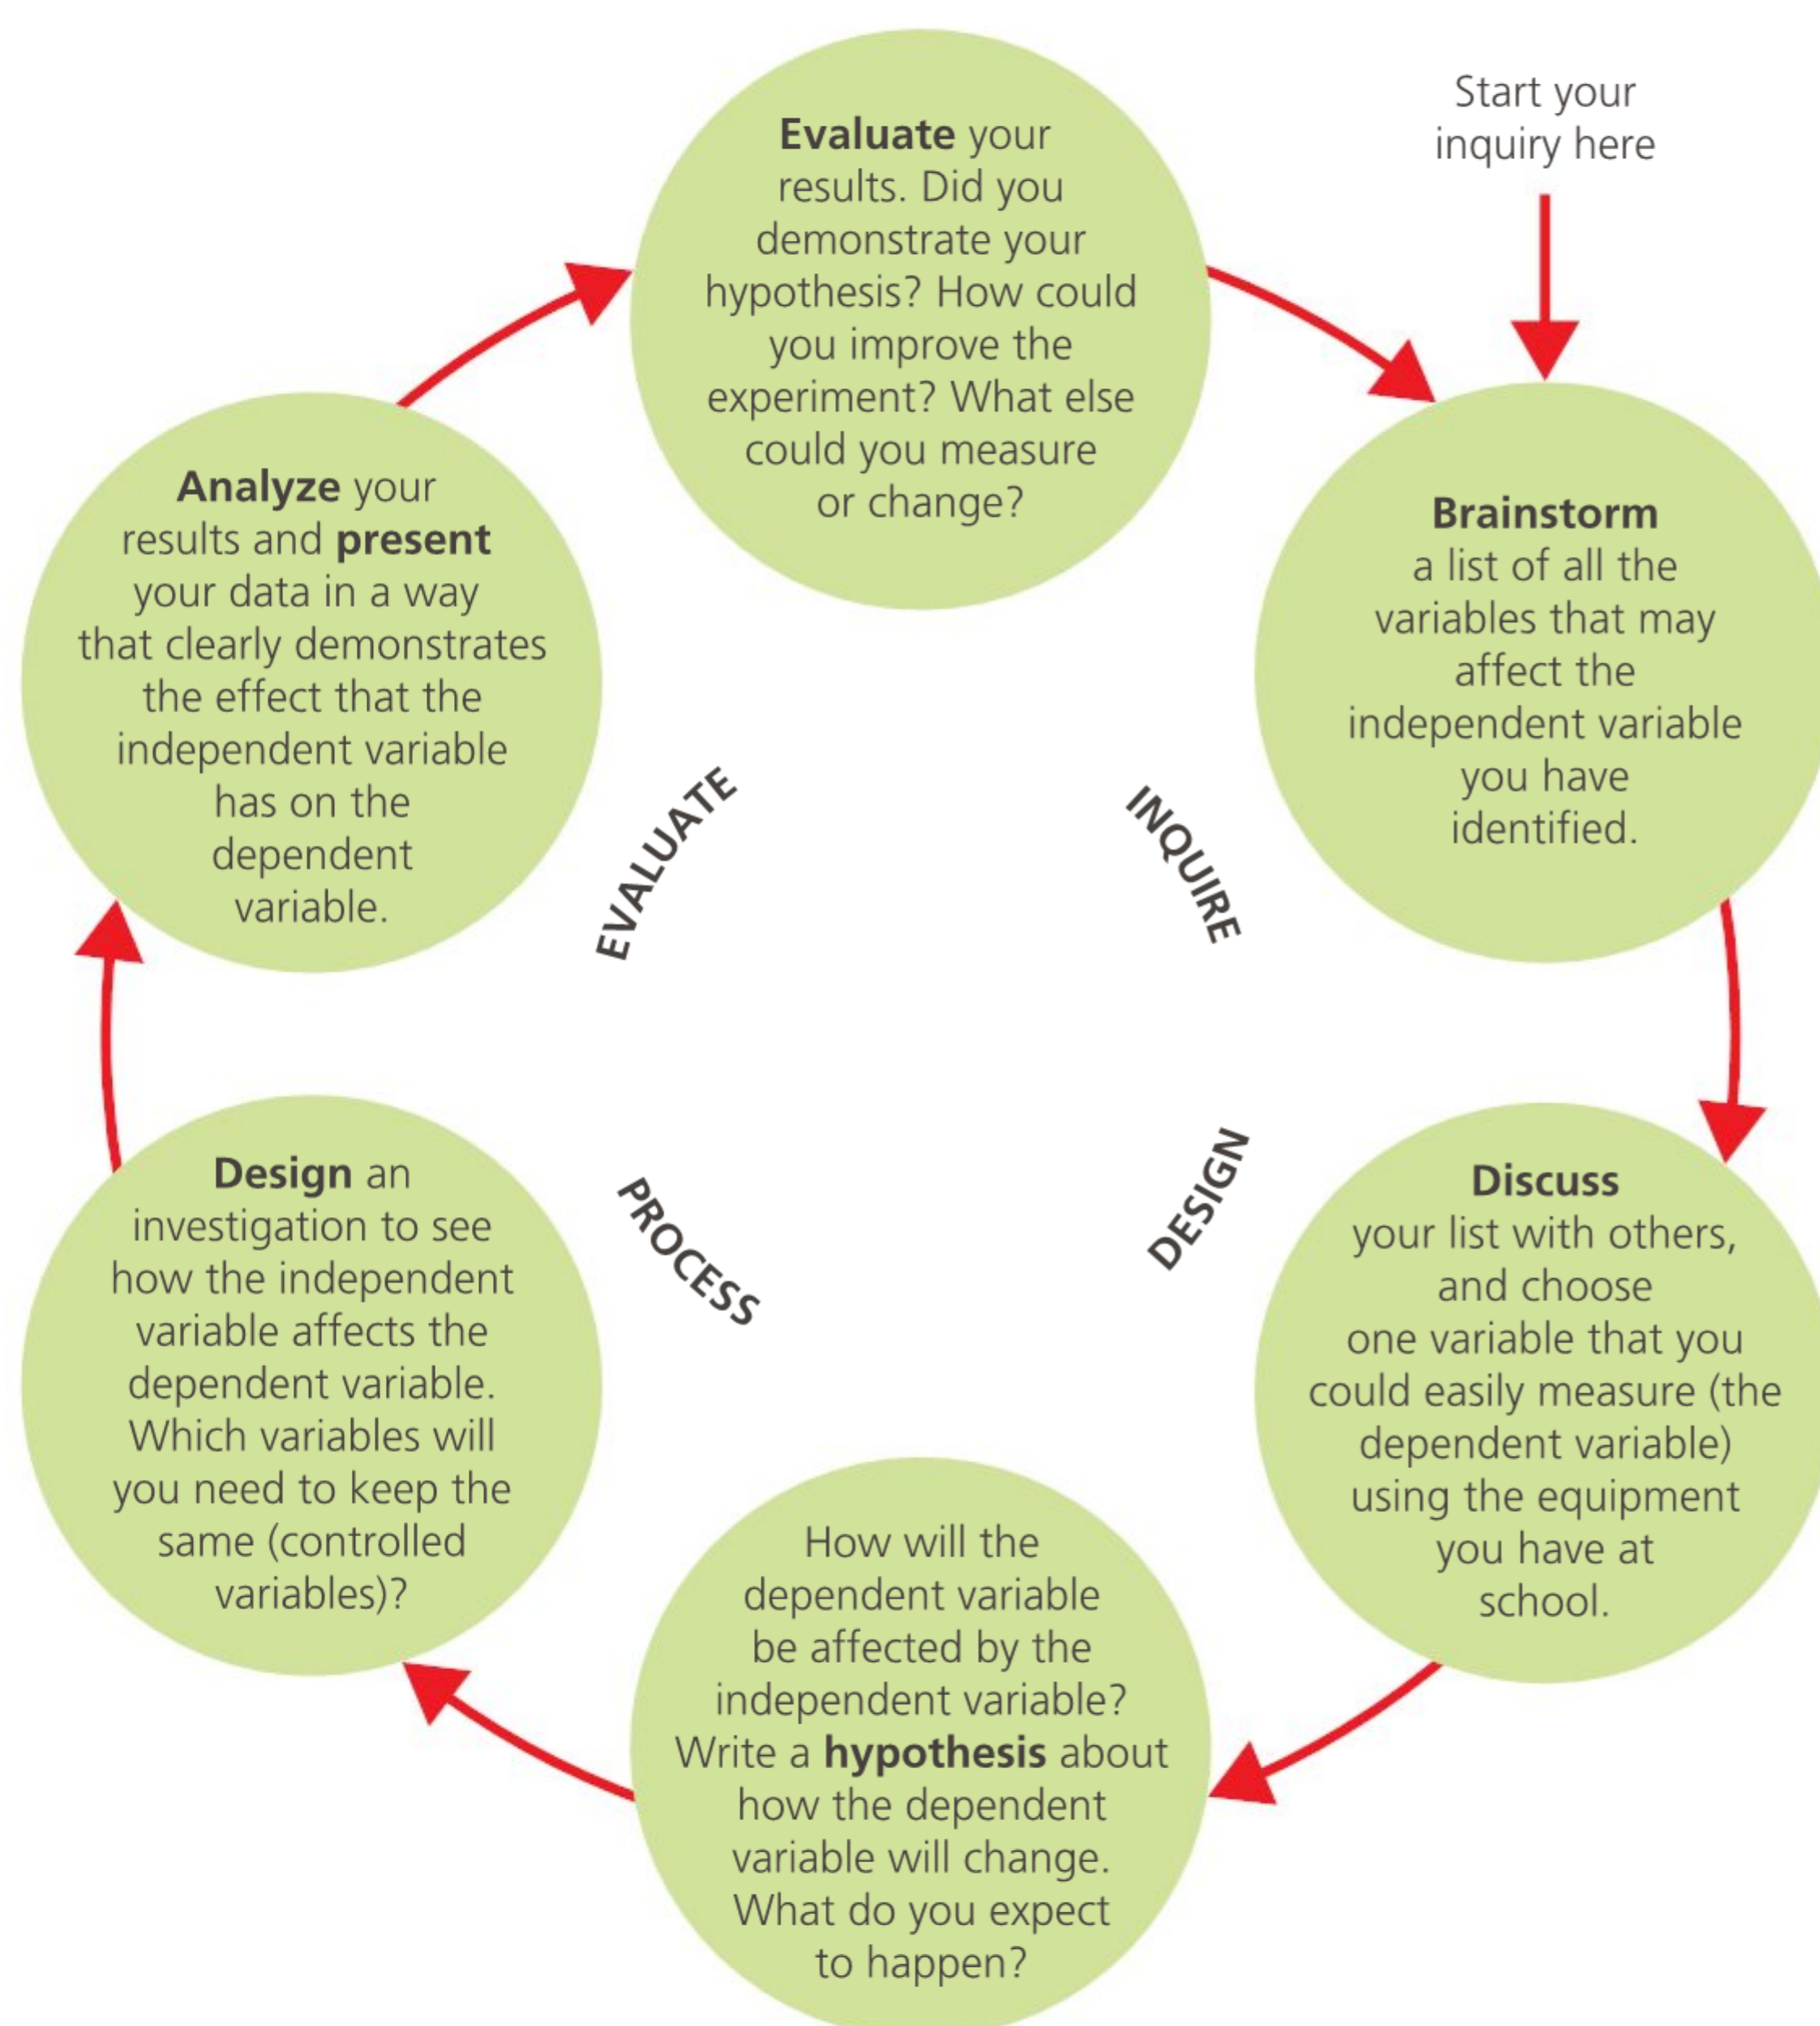 Start your
inquiry here
Brainstorm
a list of all the
variables that may
affect the
independent variable
you have
identified.
Discuss
your list with others,
and choose
one variable that you
could easily measure (the
dependent variable)
using the equipment
you have at
school.
How will the
dependent variable
be affected by the
independent variable?
Write a hypothesis about
how the dependent
variable will change.
What do you expect
to happen?
Design an
investigation to see
how the independent
variable affects the
dependent variable.
Which variables will
you need to keep the
same (controlled
variables)?
Analyze your
results and present
your data in a way
that clearly demonstrates
the effect that the
independent variable
has on the
dependent
variable.
Evaluate your
results. Did you
demonstrate your
hypothesis? How could
you improve the
experiment? What else
could you measure
or change?
INQUIRE
DESIGN
PROCESS
EVALUATE